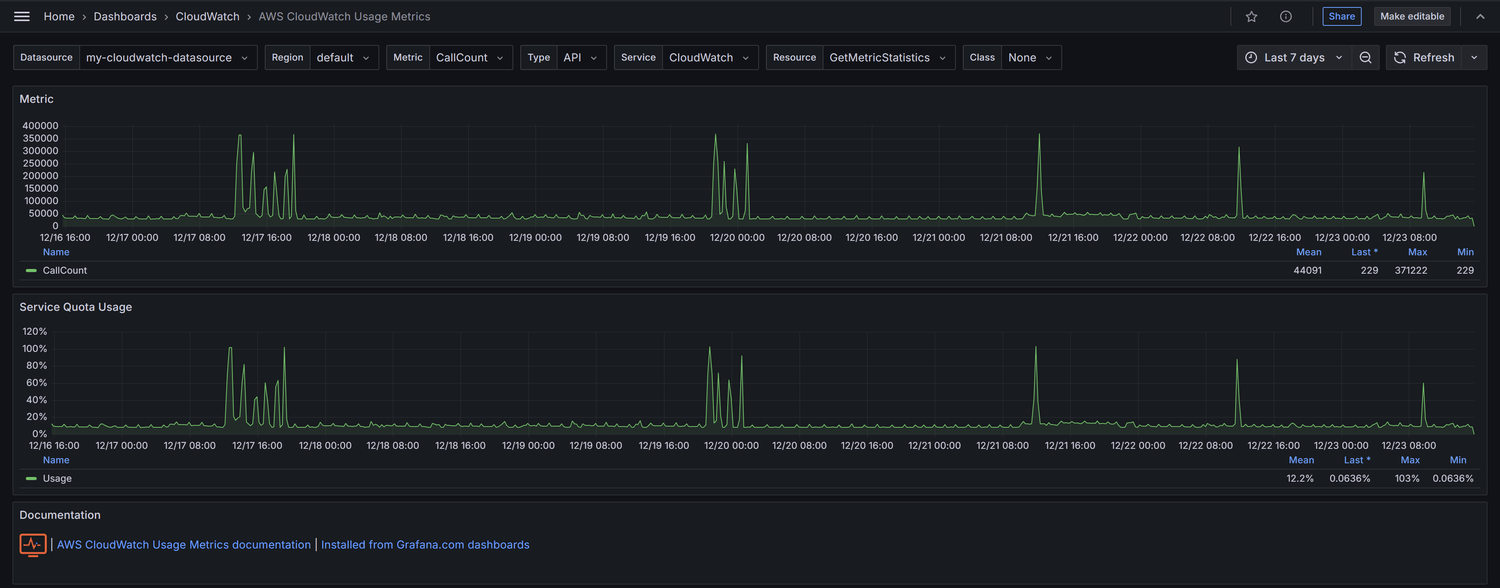 Home › Dashboards › CloudWatch › AWS CloudWatch Usage Metrics Share Make editable
Datasource my-cloudwatch-datasource Region default Metric CallCount Type API Service CloudWatch Resource GetMetricStatistics Class None Last 7 days Refresh
Metric
400000
350000
300000
250000
200000
150000
100000
50000
0
12/16 16:00 12/17 00:00 12/17 08:00 12/17 16:00 12/18 00:00 12/18 08:00 12/18 16:00 12/19 00:00 12/19 08:00 12/19 16:00 12/20 00:00 12/20 08:00 12/20 16:00 12/21 00:00 12/21 08:00 12/21 16:00 12/22 00:00 12/22 08:00 12/22 16:00 12/23 00:00 12/23 08:00
Name Mean Last * Max Min
CallCount 44091 229 371222 229
Service Quota Usage
120%
100%
80%
60%
40%
20%
0%
12/16 16:00 12/17 00:00 12/17 08:00 12/17 16:00 12/18 00:00 12/18 08:00 12/18 16:00 12/19 00:00 12/19 08:00 12/19 16:00 12/20 00:00 12/20 08:00 12/20 16:00 12/21 00:00 12/21 08:00 12/21 16:00 12/22 00:00 12/22 08:00 12/22 16:00 12/23 00:00 12/23 08:00
Name Mean Last * Max Min
Usage 12.2% 0.0636% 103% 0.0636%
Documentation
| AWS CloudWatch Usage Metrics documentation | Installed from Grafana.com dashboards